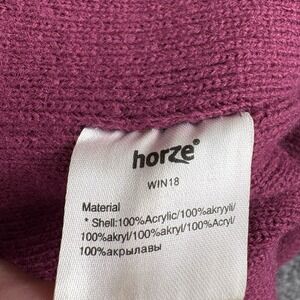 horze®
WIN18
Material
* Shell:100%Acrylic/100%akryyli/
100%akryl/100%akryl/100%Acryl/
100%акрылавы